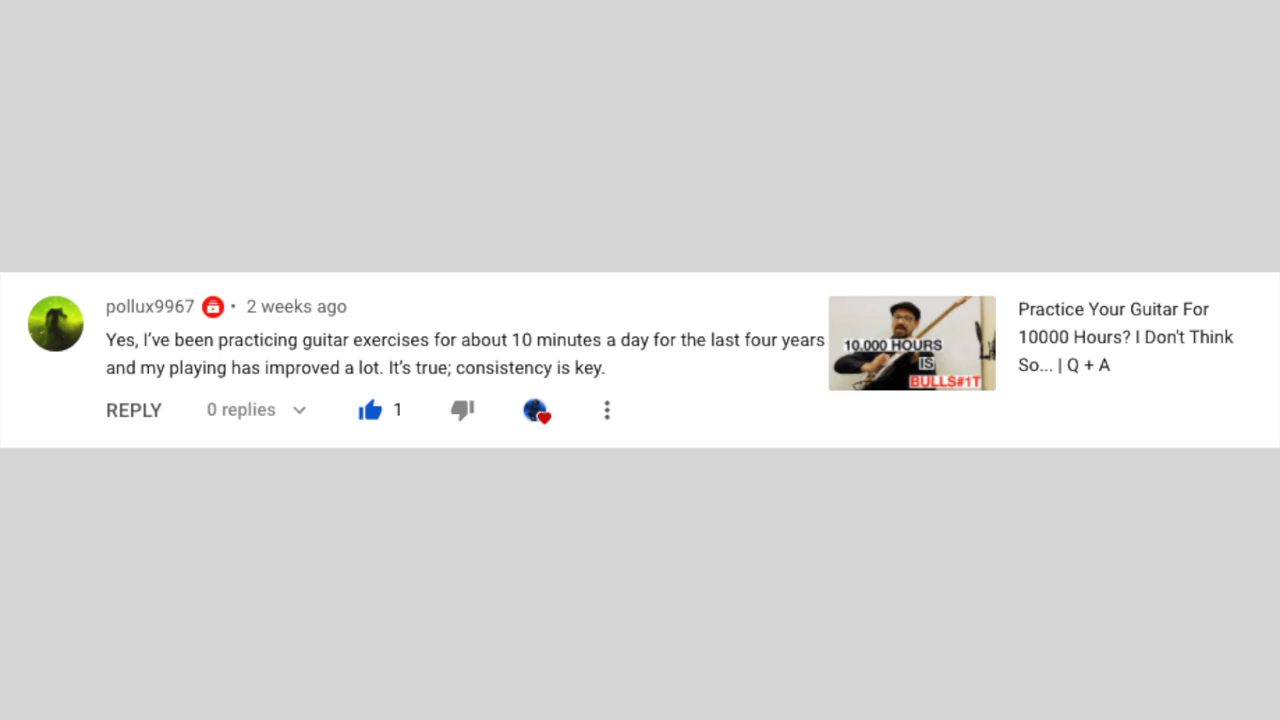 pollux9967 • 2 weeks ago
Yes, I’ve been practicing guitar exercises for about 10 minutes a day for the last four years
and my playing has improved a lot. It’s true; consistency is key.
REPLY 0 replies 1
10.000 HOURS
IS
BULLS#1T
Practice Your Guitar For
10000 Hours? I Don't Think
So... | Q + A